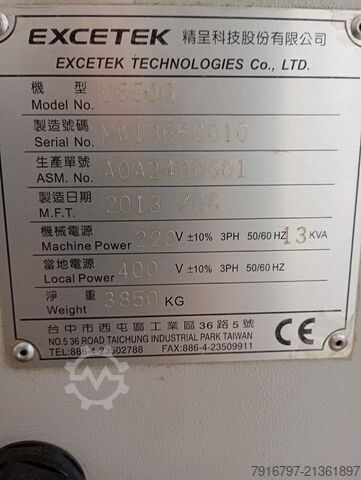 EXCETEK 精呈科技股份有限公司
EXCETEK TECHNOLOGIES Co., LTD.
機 型
Model No. V650G
製造號碼
Serial No.
生產單號
ASM. No. A0A2400601
製造日期
M.F.T. 2013 /08
機械電源
Machine Power 220 V ±10% 3PH 50/60 HZ 13 KVA
當地電源
Local Power 400 V ±10% 3PH 50/60 HZ
淨 重
Weight 3850 KG
台中市西屯區工業區36路5號
NO.5 36 ROAD TAICHUNG INDUSTRIAL PARK TAIWAN
TEL:886-4-23502788 FAX:886-4-23509911
CE
7916797-21361897